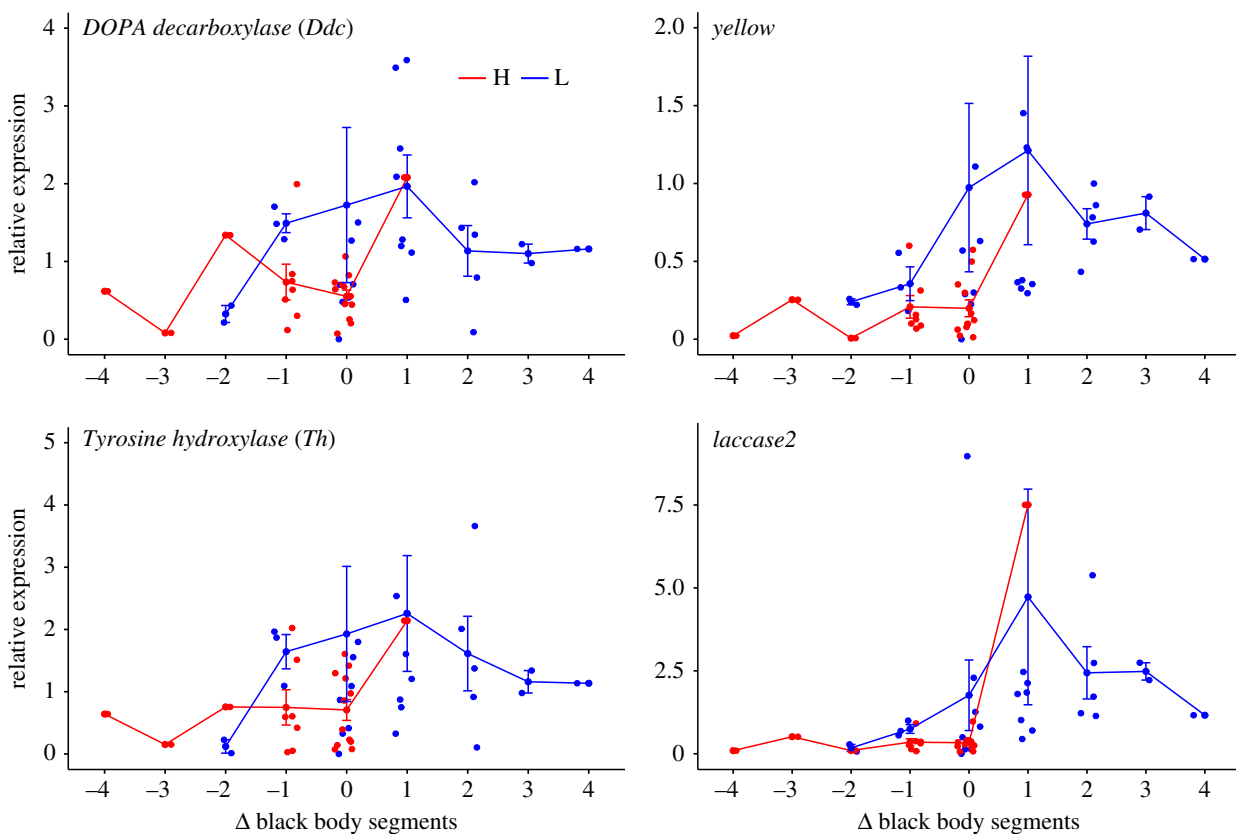 DOPA decarboxylase (Ddc)
H L
relative expression
4
3
2
1
0
–4 –3 –2 –1 0 1 2 3 4
yellow
2.0
1.5
1.0
0.5
0
–4 –3 –2 –1 0 1 2 3 4
Tyrosine hydroxylase (Th)
relative expression
5
4
3
2
1
0
–4 –3 –2 –1 0 1 2 3 4
Δ black body segments
laccase2
7.5
5.0
2.5
0
–4 –3 –2 –1 0 1 2 3 4
Δ black body segments